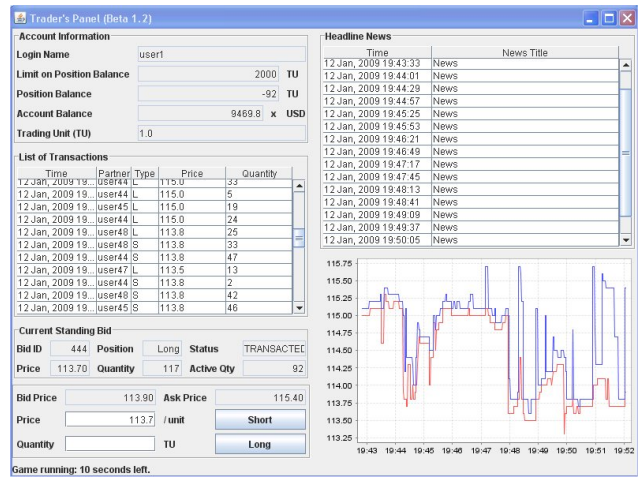 Trader's Panel (Beta 1.2)
Account Information
Login Name user1
Limit on Position Balance 2000 TU
Position Balance -92 TU
Account Balance 9469.8 x USD
Trading Unit (TU) 1.0
List of Transactions
Time Partner Type Price Quantity
12 Jan, 2009 19... user44 L 115.0 33
12 Jan, 2009 19... user44 L 115.0 5
12 Jan, 2009 19... user45 L 115.0 19
12 Jan, 2009 19... user44 L 115.0 24
12 Jan, 2009 19... user48 L 113.8 25
12 Jan, 2009 19... user48 S 113.8 33
12 Jan, 2009 19... user44 S 113.8 47
12 Jan, 2009 19... user47 L 113.5 13
12 Jan, 2009 19... user44 S 113.8 2
12 Jan, 2009 19... user48 S 113.8 42
12 Jan, 2009 19... user45 S 113.8 46
Current Standing Bid
Bid ID 444 Position Long Status TRANSACTED
Price 113.70 Quantity 117 Active Qty 92
Bid Price 113.90 Ask Price 115.40
Price 113.7 / unit Short
Quantity TU Long
Game running: 10 seconds left.
Headline News
Time News Title
12 Jan, 2009 19:43:33 News
12 Jan, 2009 19:44:01 News
12 Jan, 2009 19:44:29 News
12 Jan, 2009 19:44:57 News
12 Jan, 2009 19:45:25 News
12 Jan, 2009 19:45:53 News
12 Jan, 2009 19:46:21 News
12 Jan, 2009 19:46:49 News
12 Jan, 2009 19:47:17 News
12 Jan, 2009 19:47:45 News
12 Jan, 2009 19:48:13 News
12 Jan, 2009 19:48:41 News
12 Jan, 2009 19:49:09 News
12 Jan, 2009 19:49:37 News
12 Jan, 2009 19:50:05 News
115.75
115.50
115.25
115.00
114.75
114.50
114.25
114.00
113.75
113.50
113.25
19:43 19:44 19:45 19:46 19:47 19:48 19:49 19:50 19:51 19:52